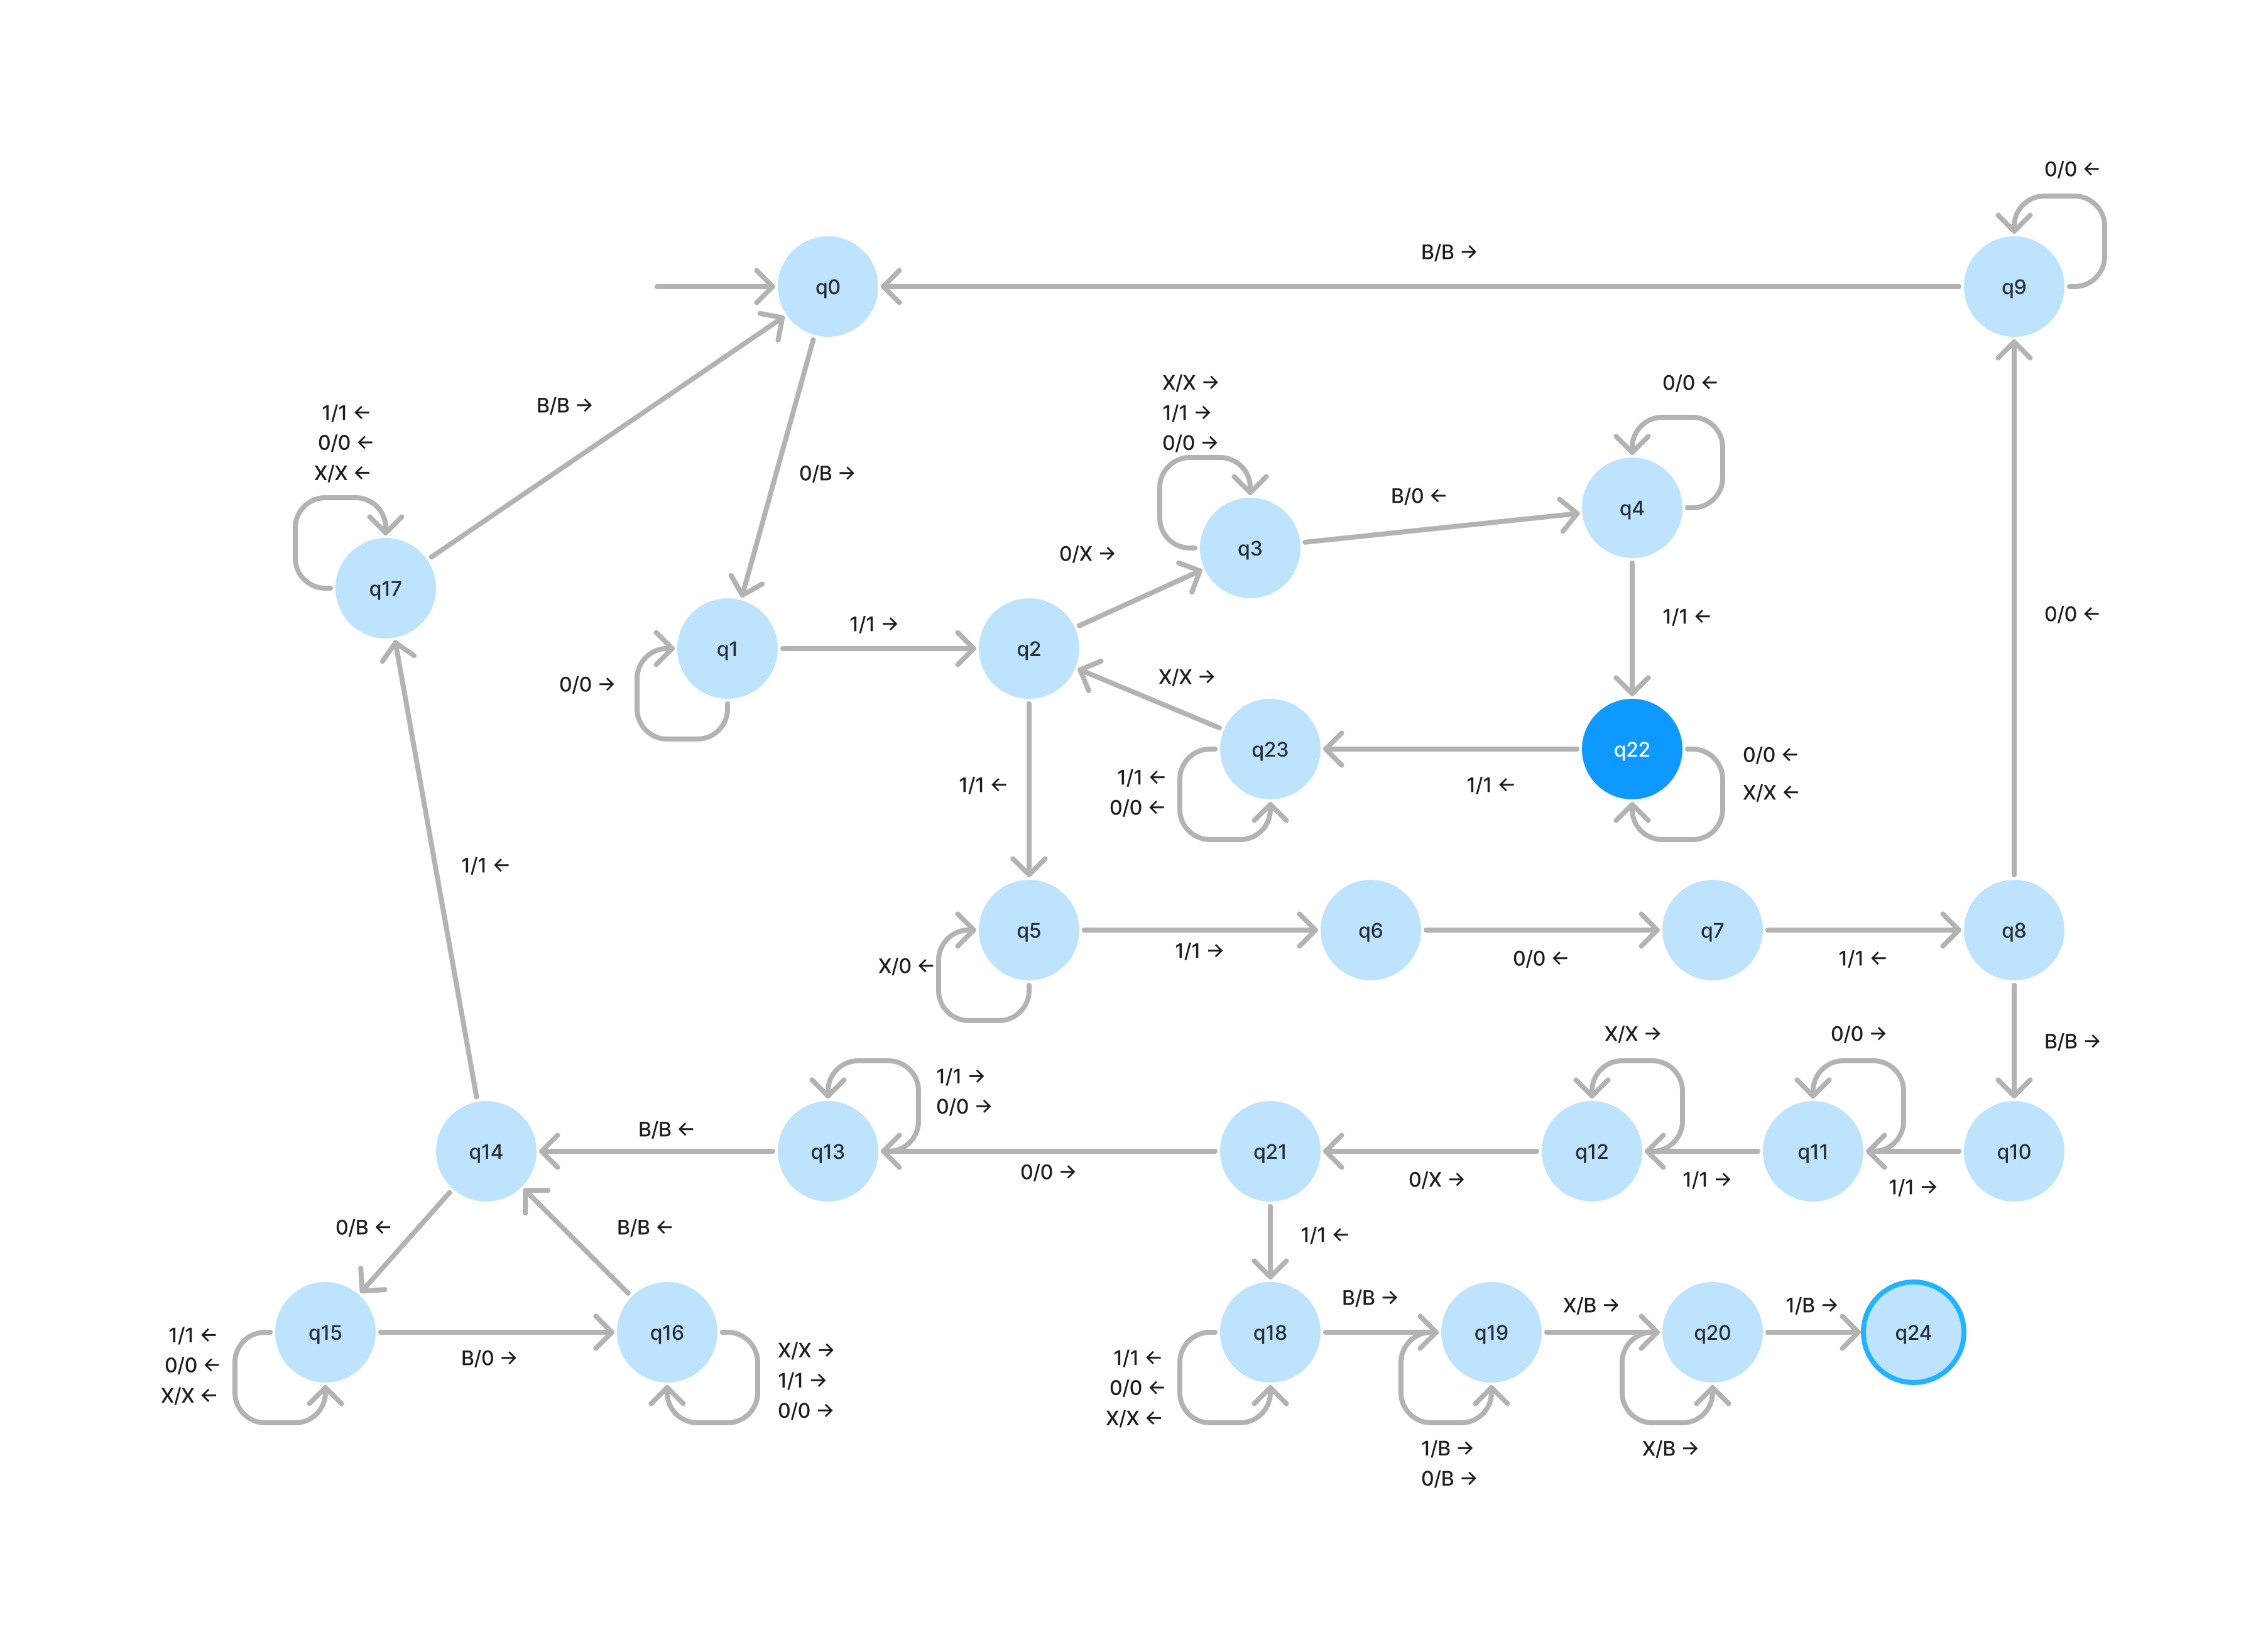 0/0 ←
B/B →
q0
q9
X/X →
1/1 →
0/0 →
0/0 ←
1/1 ←
0/0 ←
X/X ←
B/B →
0/B →
B/0 ←
q4
q3
0/X →
q17
1/1 →
1/1 ←
0/0 ←
q1
q2
X/X →
0/0 →
q23
q22
0/0 ←
X/X ←
1/1 ←
1/1 ←
0/0 ←
1/1 ←
1/1 ←
q5
q6
q7
q8
X/0 ←
1/1 →
0/0 ←
1/1 ←
X/X →
0/0 →
B/B →
1/1 →
0/0 →
B/B ←
q14
q13
q21
q12
q11
q10
0/0 →
0/X →
1/1 →
1/1 →
0/B ←
B/B ←
1/1 ←
B/B →
X/B →
1/B →
q15
q16
q18
q19
q20
q24
1/1 ←
0/0 ←
X/X ←
B/0 →
X/X →
1/1 →
0/0 →
1/1 ←
0/0 ←
X/X ←
1/B →
0/B →
X/B →